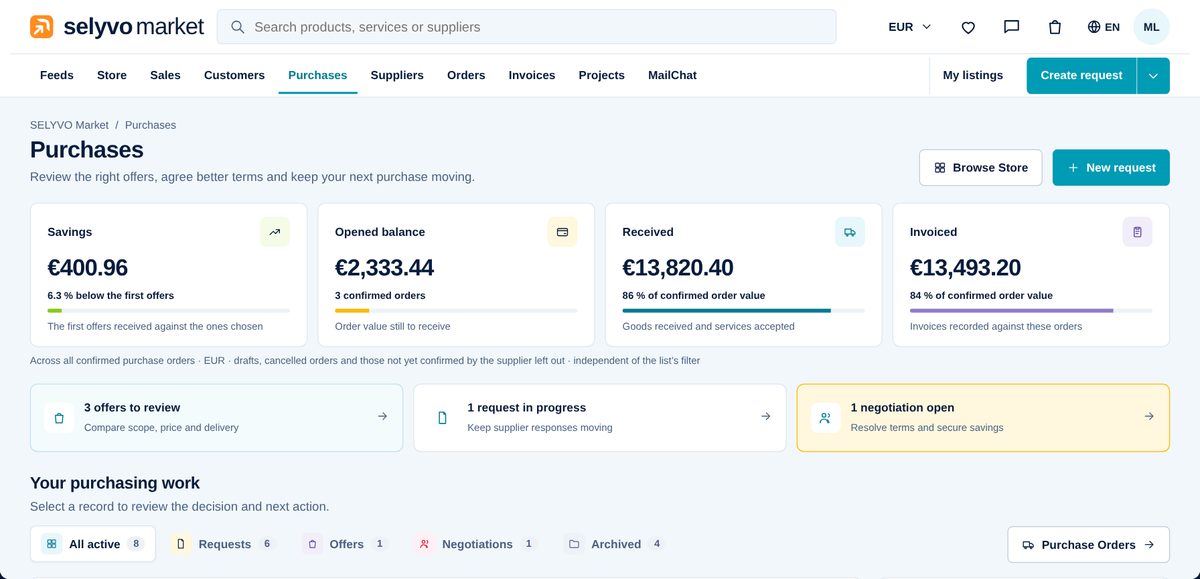 selyvo market
Search products, services or suppliers
EUR
EN
ML
Feeds Store Sales Customers Purchases Suppliers Orders Invoices Projects MailChat
My listings
Create request
SELYVO Market / Purchases
Purchases
Review the right offers, agree better terms and keep your next purchase moving.
Browse Store
+ New request
Savings
€400.96
6.3 % below the first offers
The first offers received against the ones chosen
Opened balance
€2,333.44
3 confirmed orders
Order value still to receive
Received
€13,820.40
86 % of confirmed order value
Goods received and services accepted
Invoiced
€13,493.20
84 % of confirmed order value
Invoices recorded against these orders
Across all confirmed purchase orders · EUR · drafts, cancelled orders and those not yet confirmed by the supplier left out · independent of the list's filter
3 offers to review
Compare scope, price and delivery
1 request in progress
Keep supplier responses moving
1 negotiation open
Resolve terms and secure savings
Your purchasing work
Select a record to review the decision and next action.
All active 8
Requests 6
Offers 1
Negotiations 1
Archived 4
Purchase Orders